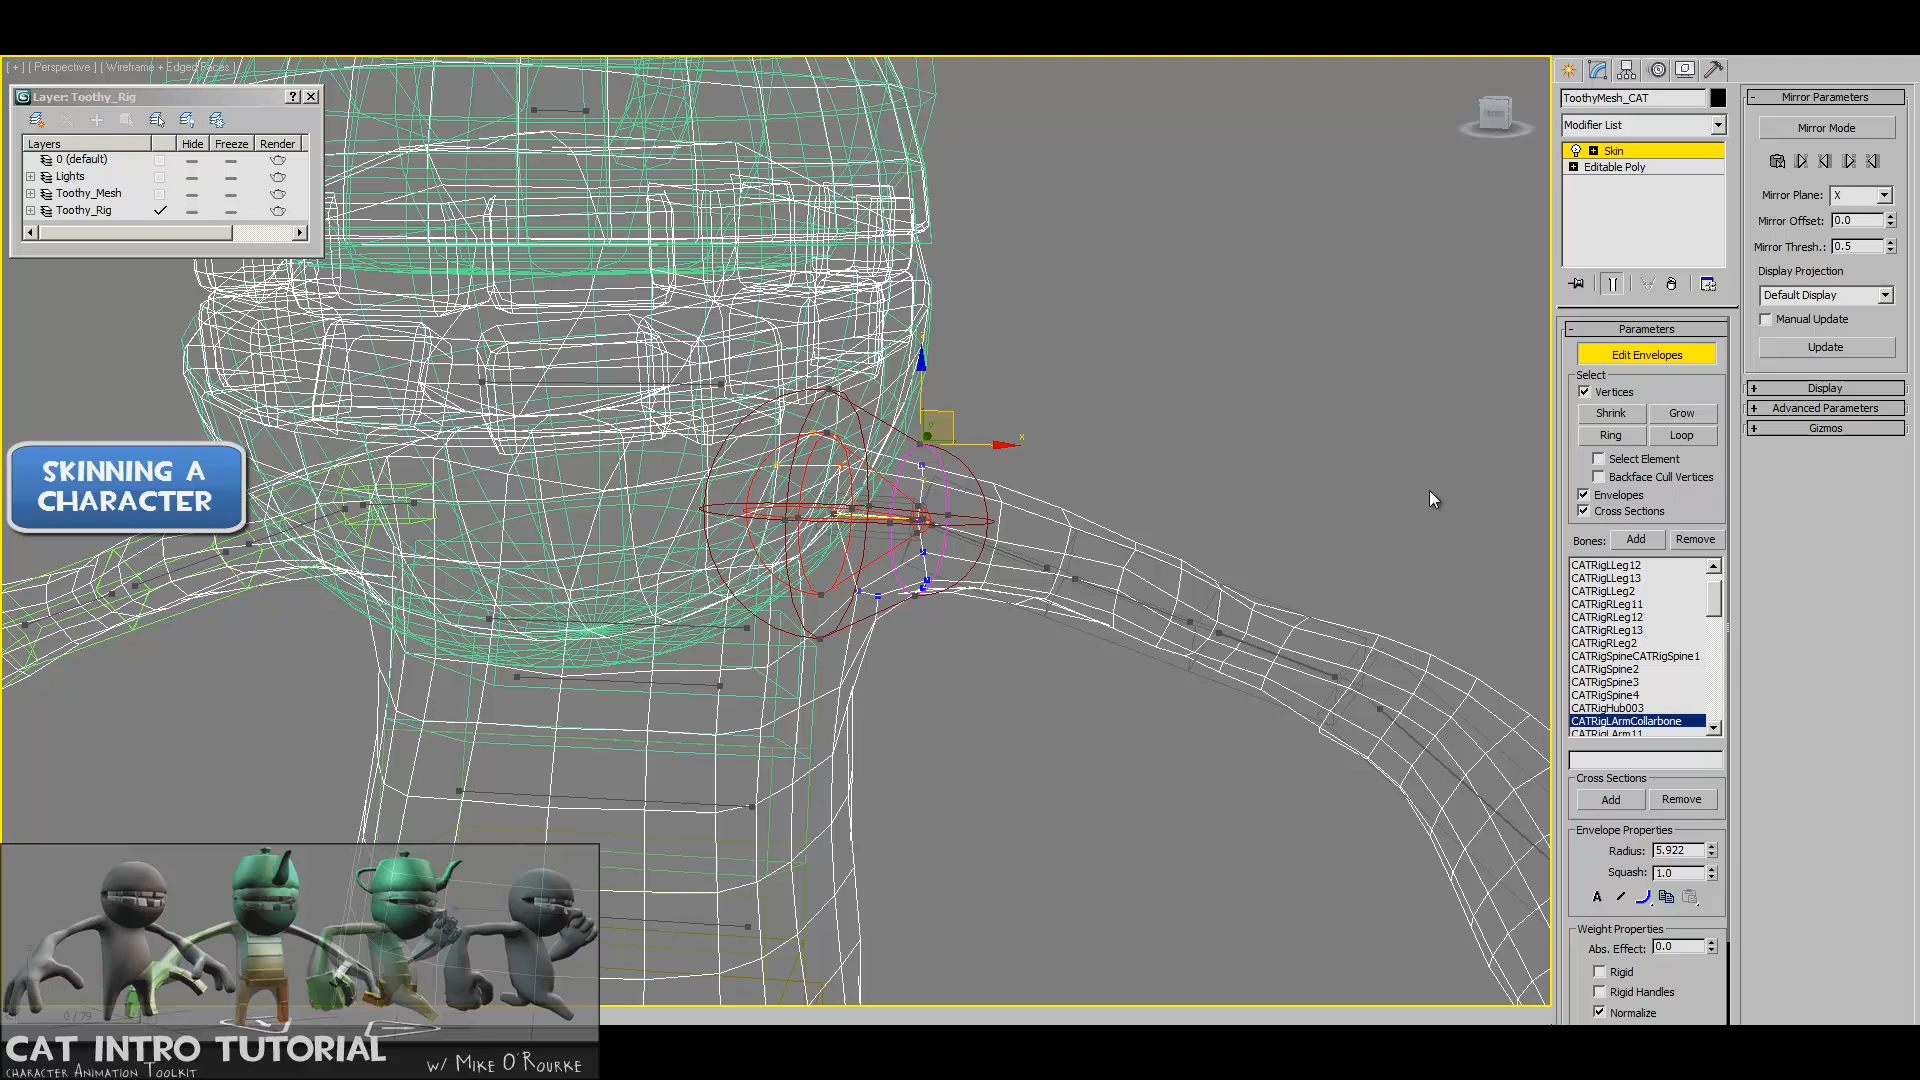 [ + ] [ Perspective ] [ Wireframe + Edged Faces ]
Layer: Toothy_Rig
?
Layers Hide Freeze Render
0 (default)
Lights
Toothy_Mesh
Toothy_Rig
SKINNING A
CHARACTER
x
0 / 79
CAT INTRO TUTORIAL
CHARACTER ANIMATION TOOLKIT
W/ MIKE O'ROURKE
ToothyMesh_CAT
Modifier List
Skin
Editable Poly
Parameters
Edit Envelopes
Select
Vertices
Shrink Grow
Ring Loop
Select Element
Backface Cull Vertices
Envelopes
Cross Sections
Bones: Add Remove
CATRigLLeg12
CATRigLLeg13
CATRigLLeg2
CATRigRLeg11
CATRigRLeg12
CATRigRLeg13
CATRigRLeg2
CATRigSpineCATRigSpine1
CATRigSpine2
CATRigSpine3
CATRigSpine4
CATRigHub003
CATRigLArmCollarbone
CATRigLArm11
Cross Sections
Add Remove
Envelope Properties
Radius: 5.922
Squash: 1.0
A
Weight Properties
Abs. Effect: 0.0
Rigid
Rigid Handles
Normalize
Mirror Parameters
Mirror Mode
Mirror Plane: X
Mirror Offset: 0.0
Mirror Thresh.: 0.5
Display Projection
Default Display
Manual Update
Update
Display
Advanced Parameters
Gizmos